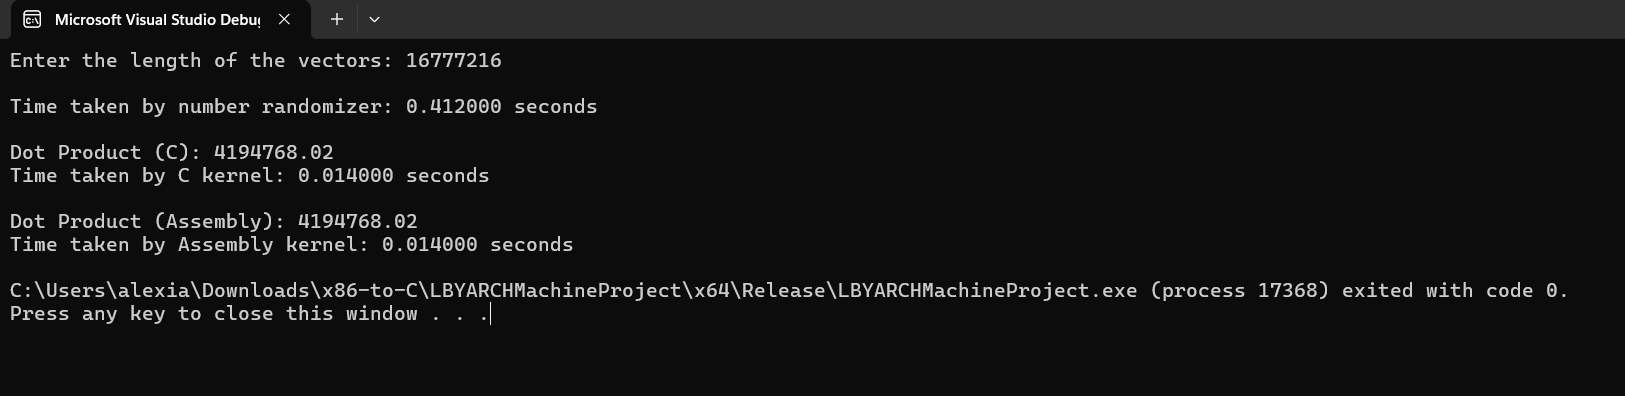 Microsoft Visual Studio Debu
Enter the length of the vectors: 16777216
Time taken by number randomizer: 0.412000 seconds
Dot Product (C): 4194768.02
Time taken by C kernel: 0.014000 seconds
Dot Product (Assembly): 4194768.02
Time taken by Assembly kernel: 0.014000 seconds
C:\Users\alexia\Downloads\x86-to-C\LBYARCHMachineProject\x64\Release\LBYARCHMachineProject.exe (process 17368) exited with code 0.
Press any key to close this window . . .